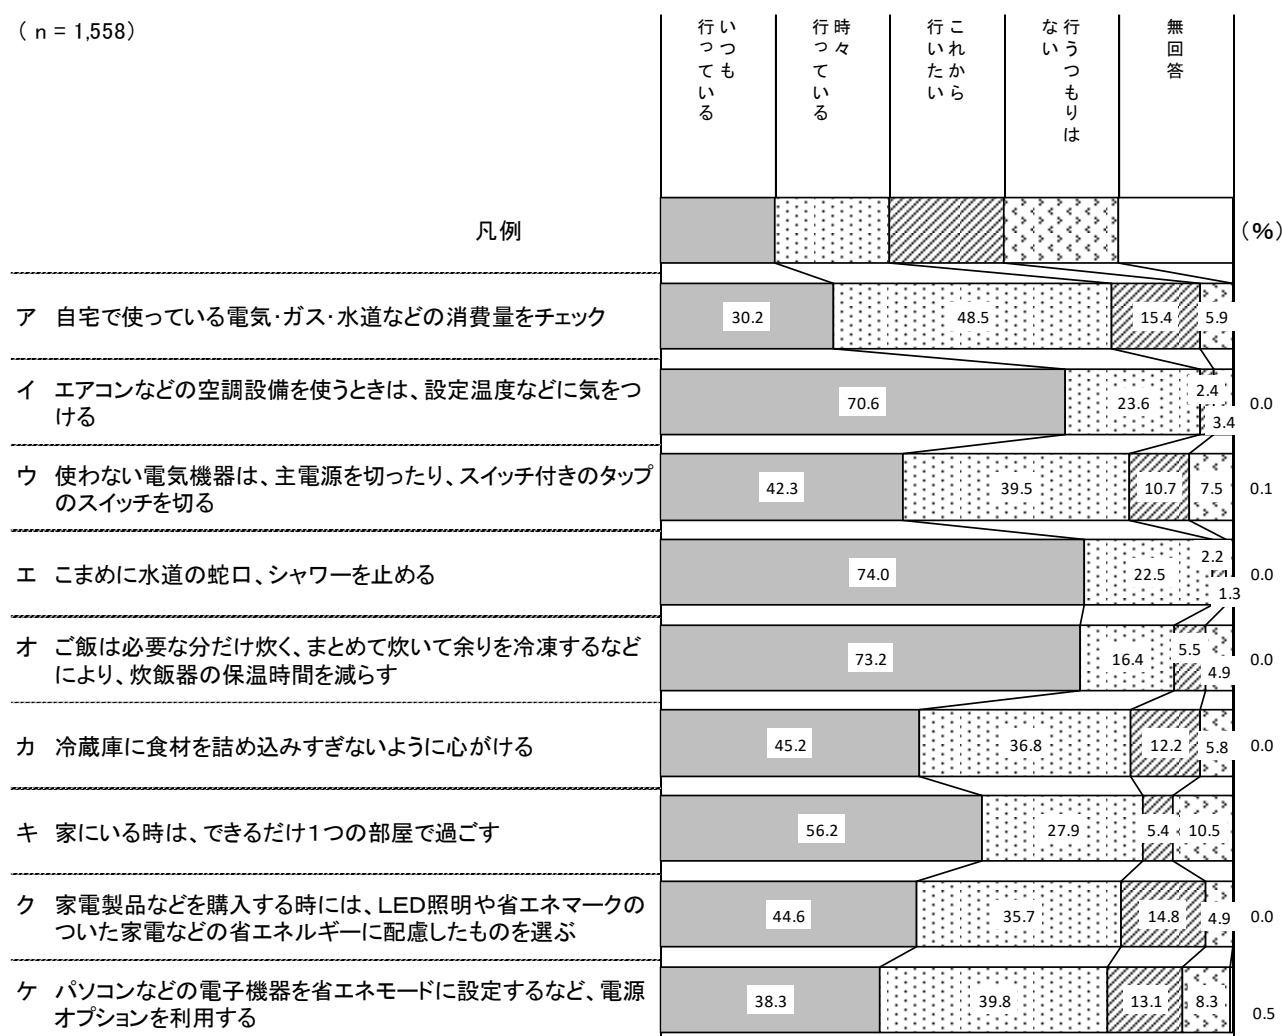 （ n = 1,558）
いつも
行っている
時々
行っている
これから
行いたい
行うつもりは
ない
無回答
凡例
（%）
ア 自宅で使っている電気・ガス・水道などの消費量をチェック
30.2 48.5 15.4 5.9
イ エアコンなどの空調設備を使うときは、設定温度などに気をつ
ける
70.6 23.6 2.4 3.4 0.0
ウ 使わない電気機器は、主電源を切ったり、スイッチ付きのタップ
のスイッチを切る
42.3 39.5 10.7 7.5 0.1
エ こまめに水道の蛇口、シャワーを止める
74.0 22.5 2.2 1.3 0.0
オ ご飯は必要な分だけ炊く、まとめて炊いて余りを冷凍するなど
により、炊飯器の保温時間を減らす
73.2 16.4 5.5 4.9 0.0
カ 冷蔵庫に食材を詰め込みすぎないように心がける
45.2 36.8 12.2 5.8 0.0
キ 家にいる時は、できるだけ１つの部屋で過ごす
56.2 27.9 5.4 10.5
ク 家電製品などを購入する時には、ＬＥＤ照明や省エネマークの
ついた家電などの省エネルギーに配慮したものを選ぶ
44.6 35.7 14.8 4.9 0.0
ケ パソコンなどの電子機器を省エネモードに設定するなど、電源
オプションを利用する
38.3 39.8 13.1 8.3 0.5